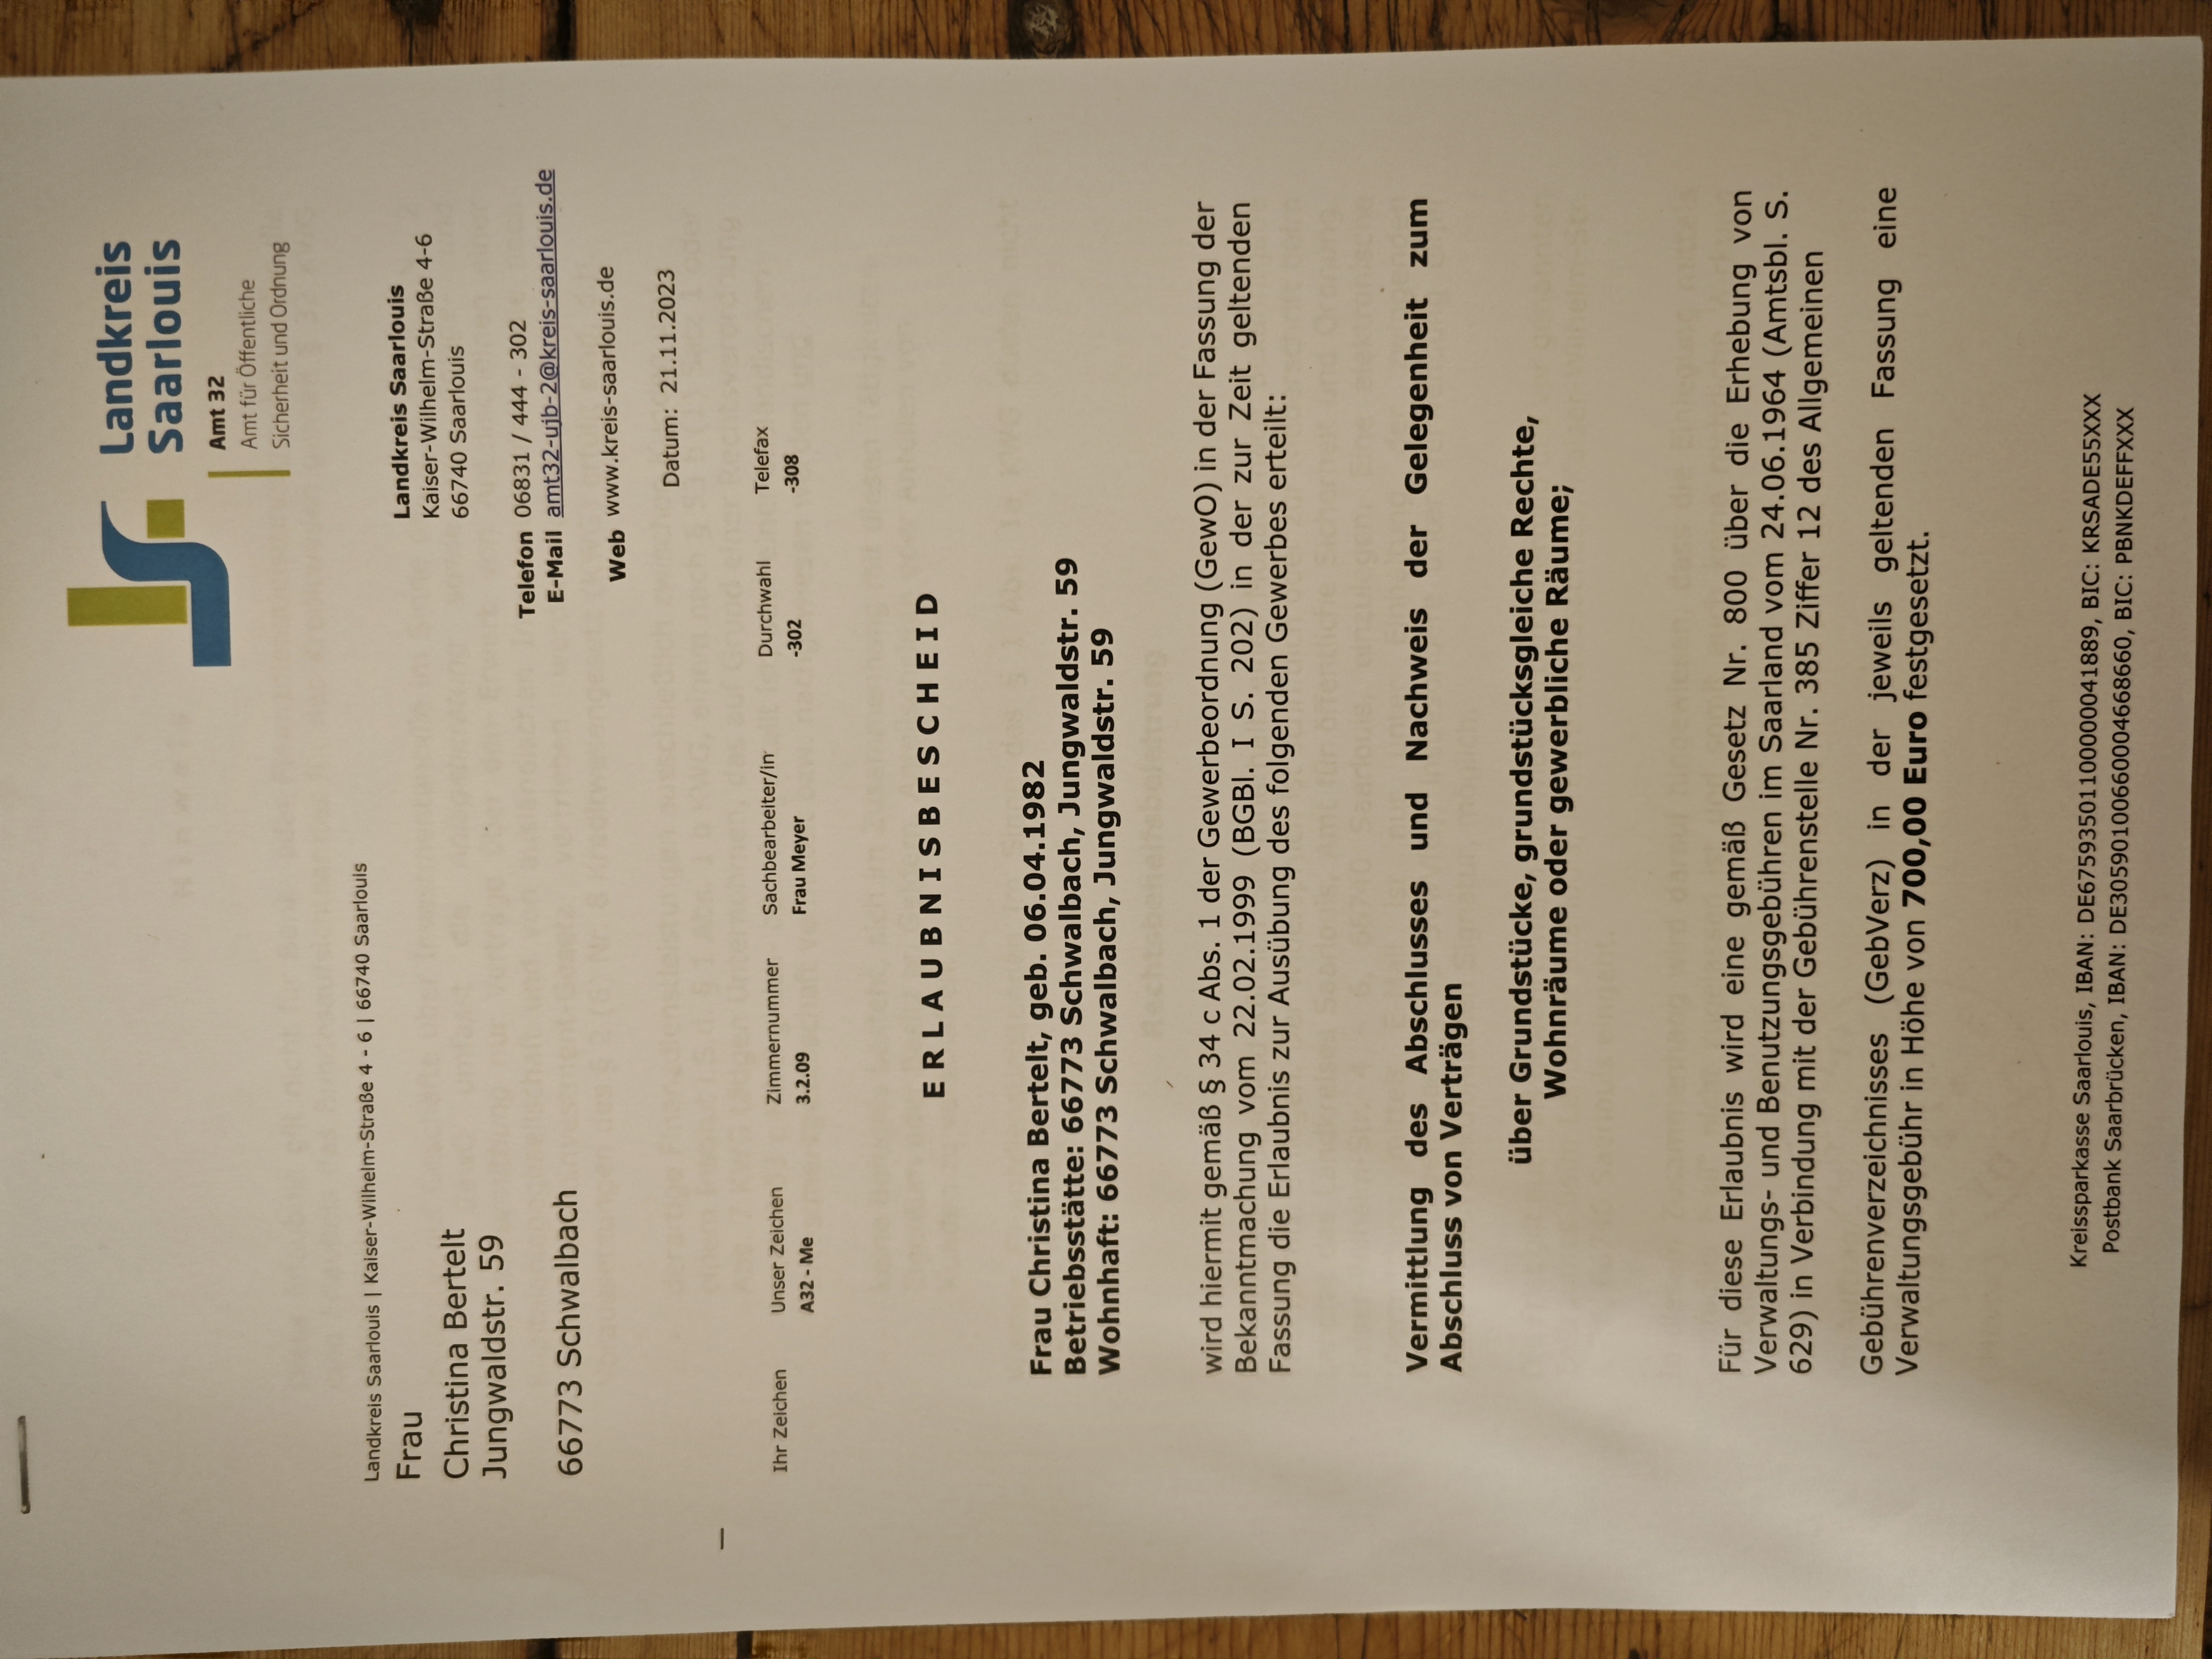 Landkreis
Saarlouis
Amt 32
Amt für Öffentliche
Sicherheit und Ordnung
Landkreis Saarlouis | Kaiser-Wilhelm-Straße 4 - 6 | 66740 Saarlouis
Frau
Christina Bertelt
Jungwaldstr. 59
66773 Schwalbach
Landkreis Saarlouis
Kaiser-Wilhelm-Straße 4-6
66740 Saarlouis
Telefon 06831 / 444 - 302
E-Mail amt32-ujb-2@kreis-saarlouis.de
Web www.kreis-saarlouis.de
Datum: 21.11.2023
Ihr Zeichen Unser Zeichen Zimmernummer Sachbearbeiter/in Durchwahl Telefax
A32 - Me 3.2.09 Frau Meyer -302 -308
ERLAUBNISBESCHEID
Frau Christina Bertelt, geb. 06.04.1982
Betriebsstätte: 66773 Schwalbach, Jungwaldstr. 59
Wohnhaft: 66773 Schwalbach, Jungwaldstr. 59
wird hiermit gemäß § 34 c Abs. 1 der Gewerbeordnung (GewO) in der Fassung der
Bekanntmachung vom 22.02.1999 (BGBl. I S. 202) in der zur Zeit geltenden
Fassung die Erlaubnis zur Ausübung des folgenden Gewerbes erteilt:
Vermittlung des Abschlusses und Nachweis der Gelegenheit zum
Abschluss von Verträgen
über Grundstücke, grundstücksgleiche Rechte,
Wohnräume oder gewerbliche Räume;
Für diese Erlaubnis wird eine gemäß Gesetz Nr. 800 über die Erhebung von
Verwaltungs- und Benutzungsgebühren im Saarland vom 24.06.1964 (Amtsbl. S.
629) in Verbindung mit der Gebührenstelle Nr. 385 Ziffer 12 des Allgemeinen
Gebührenverzeichnisses (GebVerz) in der jeweils geltenden Fassung eine
Verwaltungsgebühr in Höhe von 700,00 Euro festgesetzt.
Kreissparkasse Saarlouis, IBAN: DE67593501100000041889, BIC: KRSADE55XXX
Postbank Saarbrücken, IBAN: DE30590100660004468660, BIC: PBNKDEFFXXX